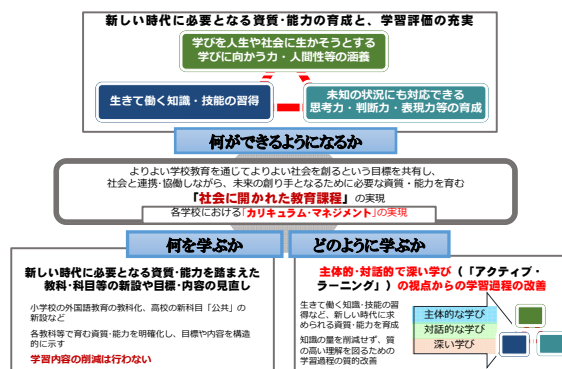 新しい時代に必要となる資質・能力の育成と、学習評価の充実
学びを人生や社会に生かそうとする
学びに向かう力・人間性等の涵養
生きて働く知識・技能の習得
未知の状況にも対応できる
思考力・判断力・表現力等の育成
何ができるようになるか
よりよい学校教育を通じてよりよい社会を創るという目標を共有し、
社会と連携・協働しながら、未来の創り手となるために必要な資質・能力を育む
「社会に開かれた教育課程」の実現
各学校における「カリキュラム・マネジメント」の実現
何を学ぶか
新しい時代に必要となる資質・能力を踏まえた
教科・科目等の新設や目標・内容の見直し
小学校の外国語教育の教科化、高校の新科目「公共」の
新設など
各教科等で育む資質・能力を明確化し、目標や内容を構造
的に示す
学習内容の削減は行わない
どのように学ぶか
主体的・対話的で深い学び（「アクティブ・
ラーニング」）の視点からの学習過程の改善
生きて働く知識・技能の習
得など、新しい時代に求
められる資質・能力を育成
知識の量を削減せず、質
の高い理解を図るための
学習過程の質的改善
主体的な学び
対話的な学び
深い学び